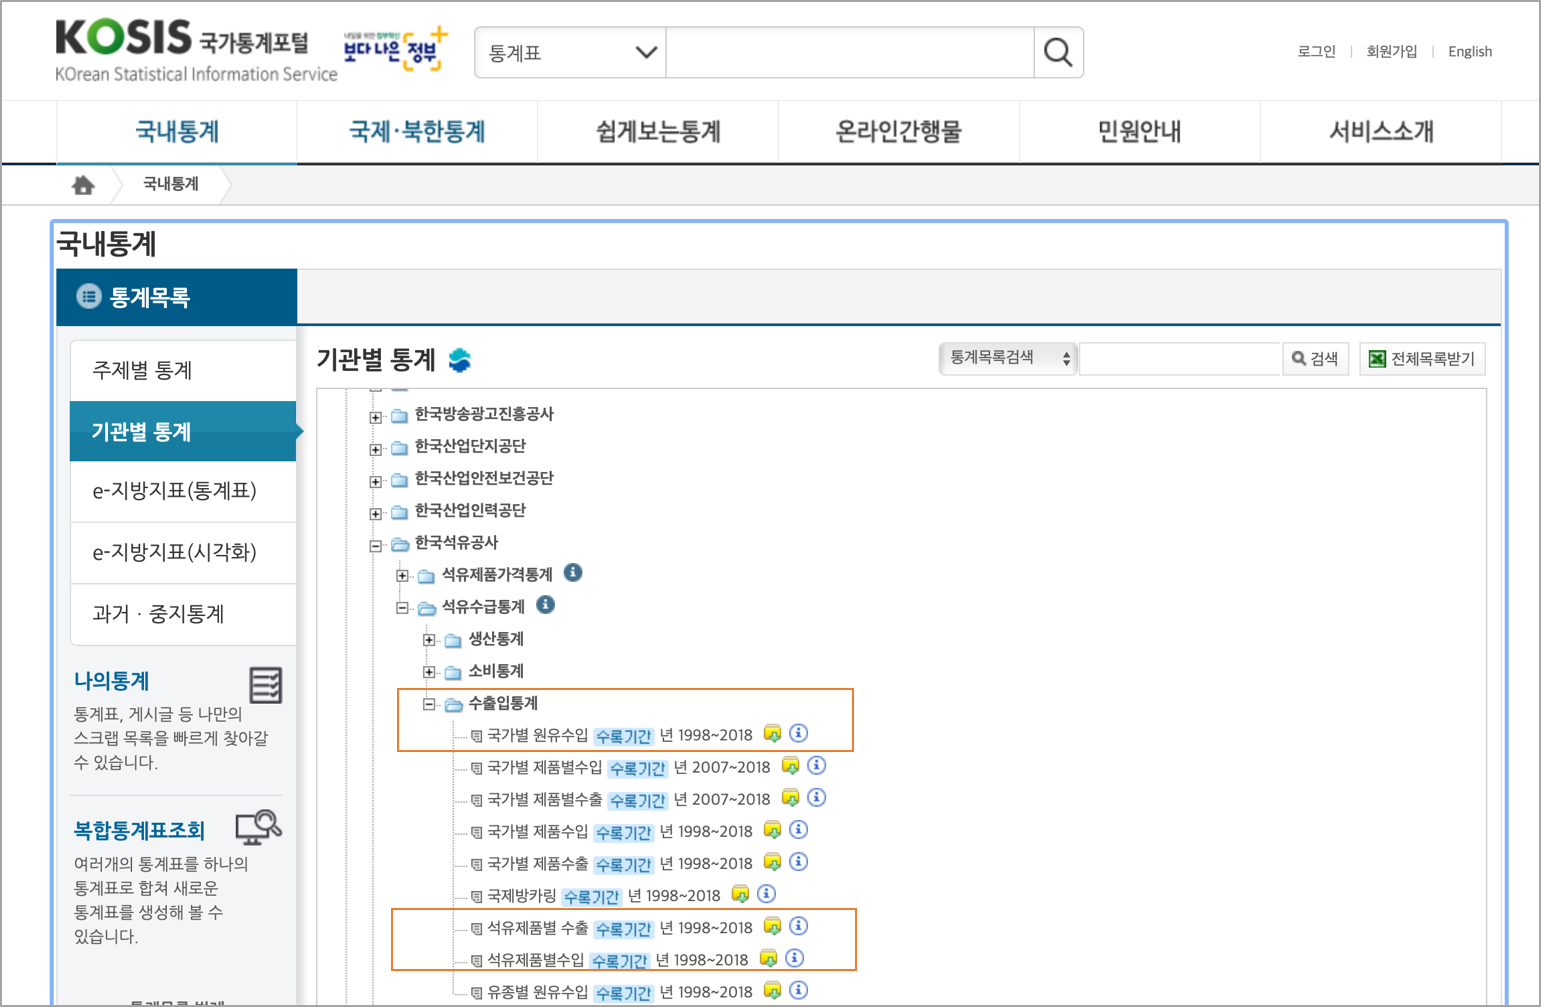 KOSIS 국가통계포털
KOrean Statistical Information Service
내일을 위한 정부혁신
보다나은 정부
통계표
로그인 | 회원가입 | English
국내통계 국제·북한통계 쉽게보는통계 온라인간행물 민원안내 서비스소개
국내통계
국내통계
통계목록
주제별 통계
기관별 통계
e-지방지표(통계표)
e-지방지표(시각화)
과거 · 중지통계
나의통계
통계표, 게시글 등 나만의
스크랩 목록을 빠르게 찾아갈
수 있습니다.
복합통계표조회
여러개의 통계표를 하나의
통계표로 합쳐 새로운
통계표를 생성해 볼 수
있습니다.
기관별 통계
통계목록검색 검색 전체목록받기
한국방송광고진흥공사
한국산업단지공단
한국산업안전보건공단
한국산업인력공단
한국석유공사
석유제품가격통계
석유수급통계
생산통계
소비통계
수출입통계
국가별 원유수입 수록기간 년 1998~2018
국가별 제품별수입 수록기간 년 2007~2018
국가별 제품별수출 수록기간 년 2007~2018
국가별 제품수입 수록기간 년 1998~2018
국가별 제품수출 수록기간 년 1998~2018
국제방카링 수록기간 년 1998~2018
석유제품별 수출 수록기간 년 1998~2018
석유제품별수입 수록기간 년 1998~2018
유종별 원유수입 수록기간 년 1998~2018